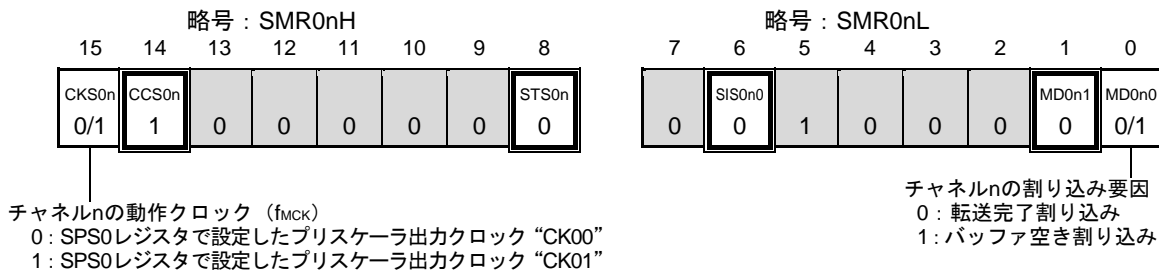 略号：SMR0nH
略号：SMR0nL
15 14 13 12 11 10 9 8
7 6 5 4 3 2 1 0
CKS0n CCS0n STS0n
SIS0n0 MD0n1 MD0n0
0/1 1 0 0 0 0 0 0
0 0 1 0 0 0 0 0/1
チャネルnの動作クロック（fMCK）
0：SPS0レジスタで設定したプリスケーラ出力クロック“CK00”
1：SPS0レジスタで設定したプリスケーラ出力クロック“CK01”
チャネルnの割り込み要因
0：転送完了割り込み
1：バッファ空き割り込み